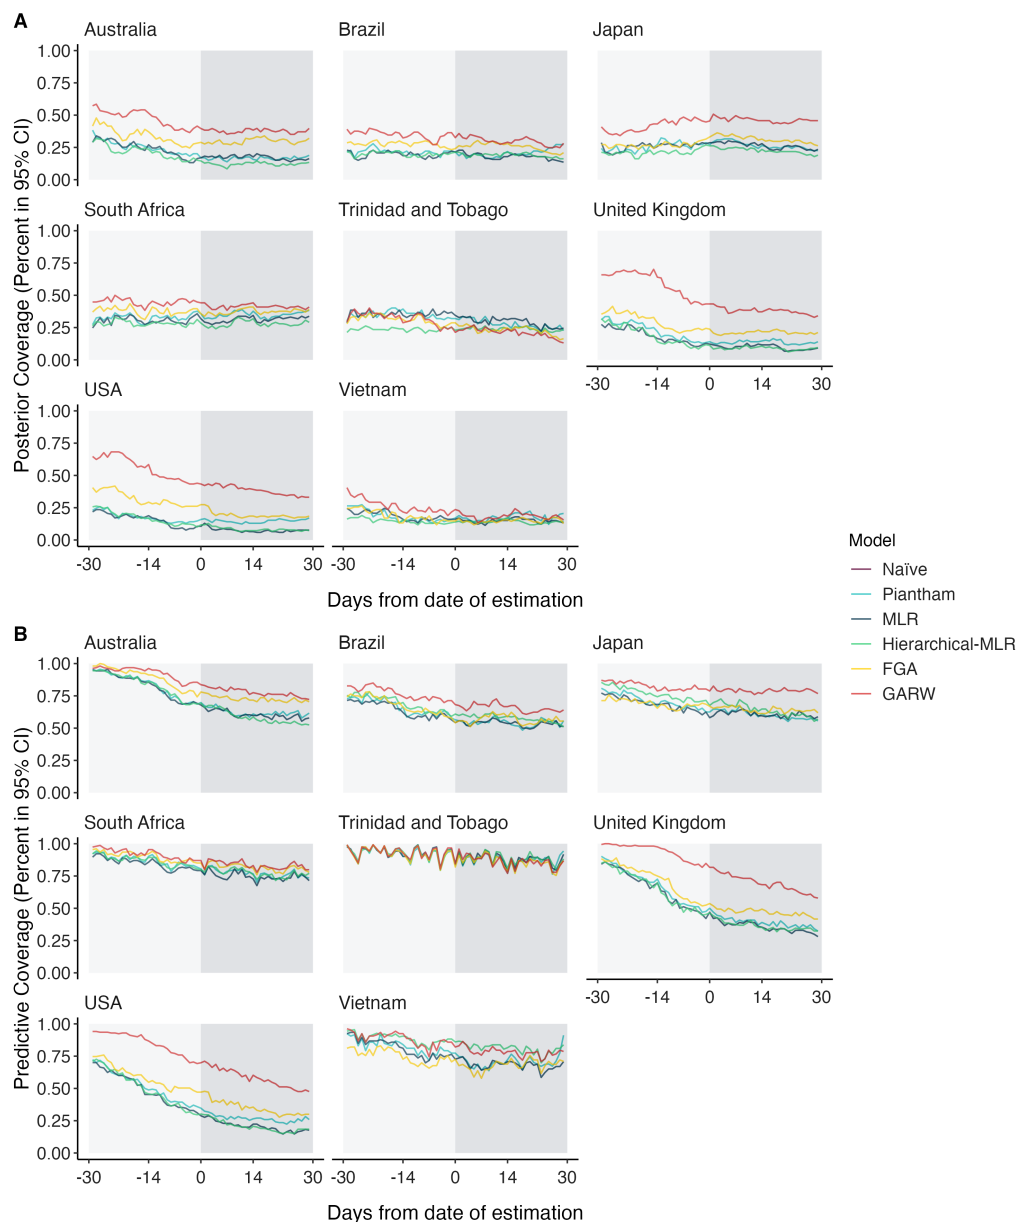 A
Australia
Brazil
Japan
1.00
0.75
0.50
0.25
0.00
South Africa
Trinidad and Tobago
United Kingdom
1.00
0.75
0.50
0.25
0.00
-30 -14 0 14 30
USA
Vietnam
1.00
0.75
0.50
0.25
0.00
-30 -14 0 14 30
-30 -14 0 14 30
Posterior Coverage (Percent in 95% CI)
Days from date of estimation
Model
Naïve
Piantham
MLR
Hierarchical-MLR
FGA
GARW
B
Australia
Brazil
Japan
1.00
0.75
0.50
0.25
0.00
South Africa
Trinidad and Tobago
United Kingdom
1.00
0.75
0.50
0.25
0.00
-30 -14 0 14 30
USA
Vietnam
1.00
0.75
0.50
0.25
0.00
-30 -14 0 14 30
-30 -14 0 14 30
Predictive Coverage (Percent in 95% CI)
Days from date of estimation